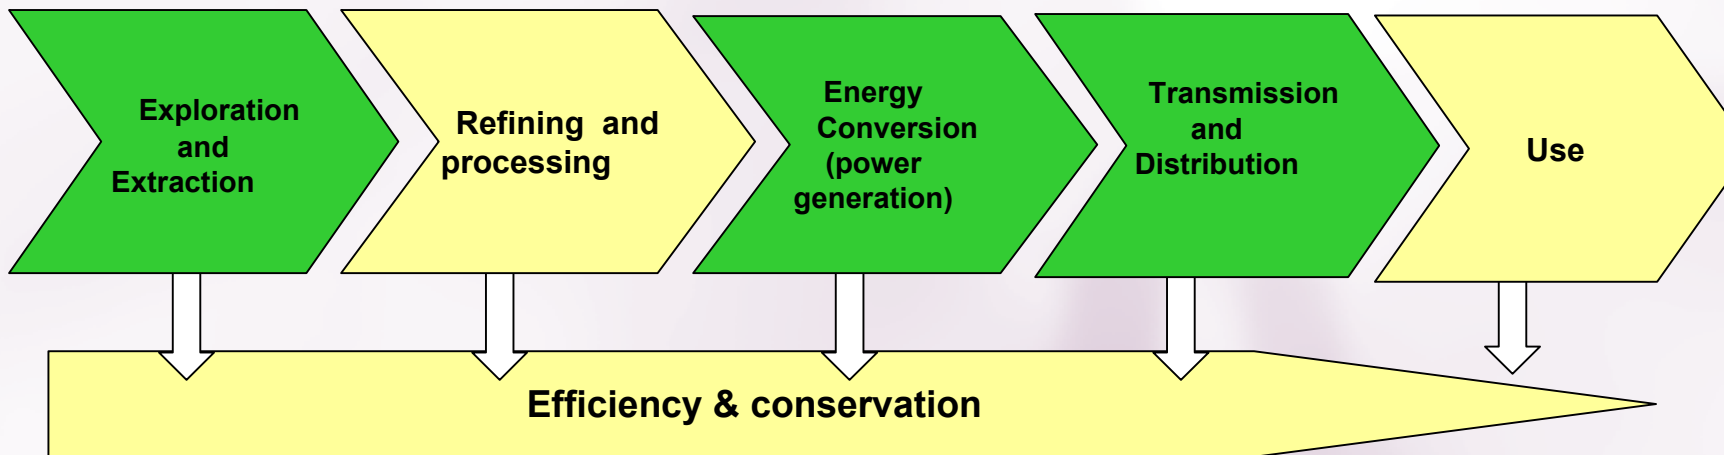 Exploration
and
Extraction
Refining and
processing
Energy
Conversion
(power
generation)
Transmission
and
Distribution
Use
Efficiency & conservation